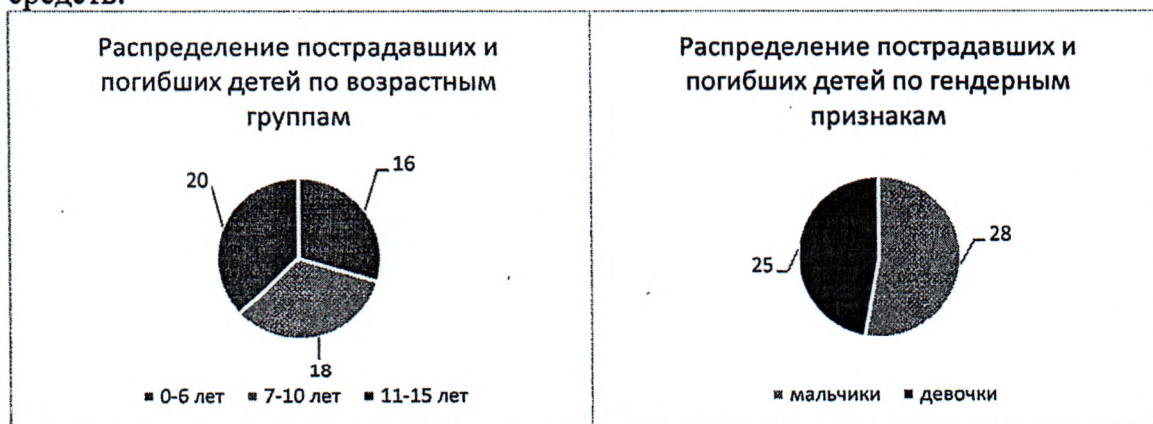 средств.
Распределение пострадавших и
погибших детей по возрастным
группам
20
16
18
0-6 лет 7-10 лет 11-15 лет
Распределение пострадавших и
погибших детей по гендерным
признакам
25
28
мальчики девочки